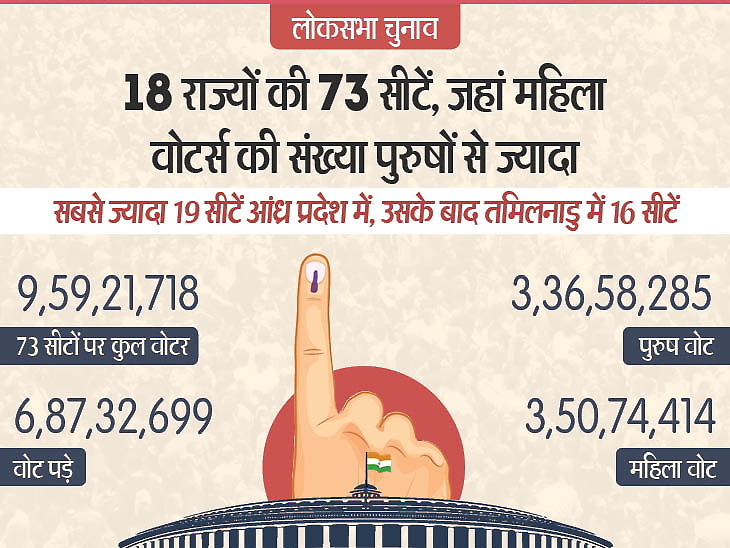 लोकसभा चुनाव
18 राज्यों की 73 सीटें, जहां महिला
वोटर्स की संख्या पुरुषों से ज्यादा
सबसे ज्यादा 19 सीटें आंध्र प्रदेश में, उसके बाद तमिलनाडु में 16 सीटें
9,59,21,718
73 सीटों पर कुल वोटर
6,87,32,699
वोट पड़े
3,36,58,285
पुरुष वोट
3,50,74,414
महिला वोट